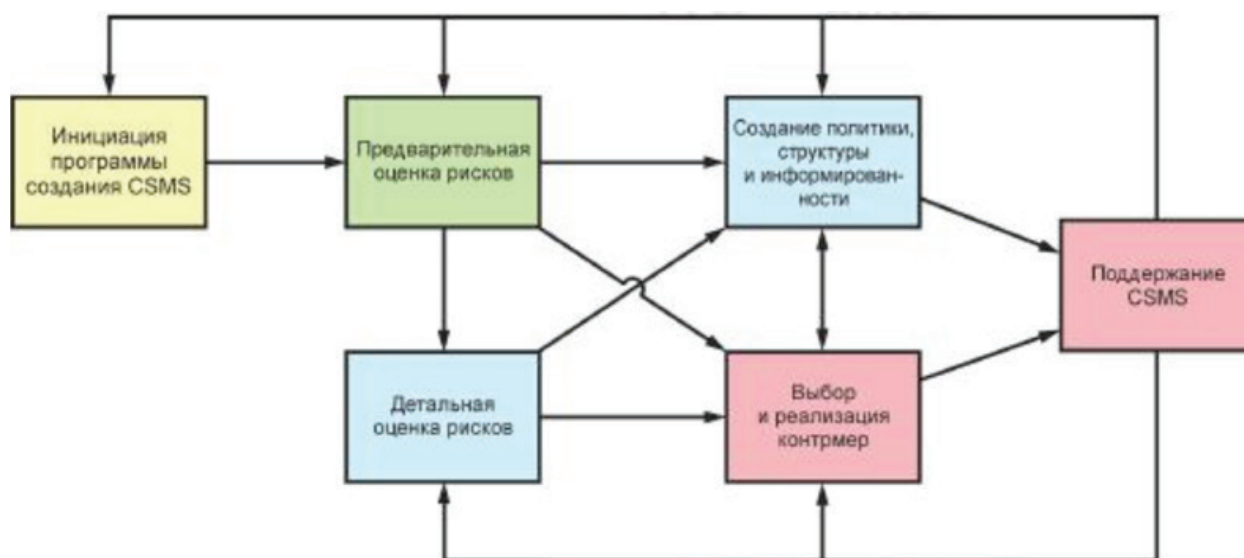 Инициация
программы
создания CSMS
Предварительная
оценка рисков
Создание политики,
структуры
и информирован-
ности
Поддержание
CSMS
Детальная
оценка рисков
Выбор
и реализация
контрмер